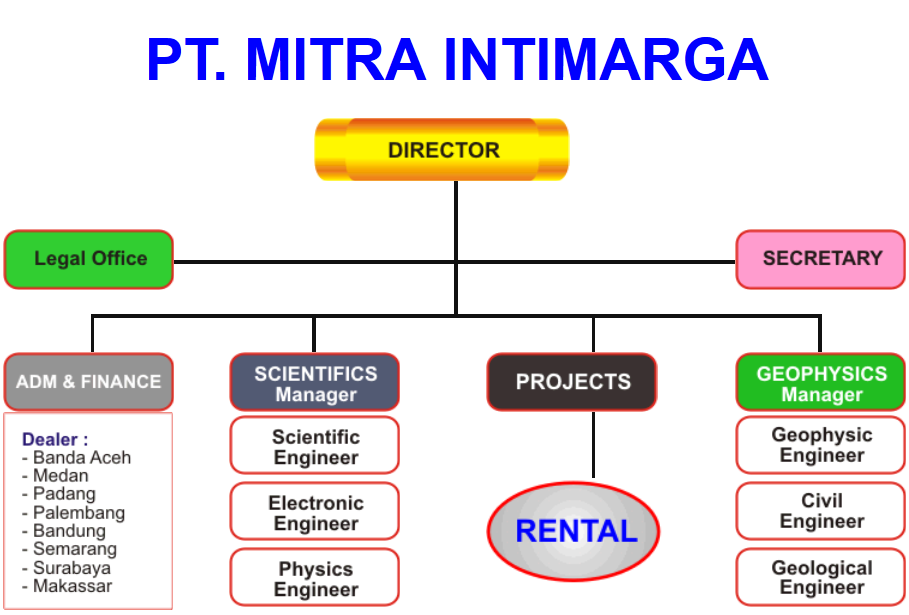 PT. MITRA INTIMARGA
DIRECTOR
Legal Office
SECRETARY
ADM & FINANCE
Dealer :
- Banda Aceh
- Medan
- Padang
- Palembang
- Bandung
- Semarang
- Surabaya
- Makassar
SCIENTIFICS
Manager
Scientific
Engineer
Electronic
Engineer
Physics
Engineer
PROJECTS
RENTAL
GEOPHYSICS
Manager
Geophysic
Engineer
Civil
Engineer
Geological
Engineer